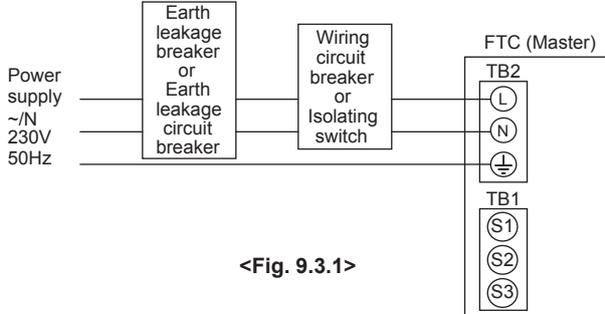 Power
supply
~/N
230V
50Hz
Earth
leakage
breaker
or
Earth
leakage
circuit
breaker
Wiring
circuit
breaker
or
Isolating
switch
FTC (Master)
TB2
L
N
TB1
S1
S2
S3
<Fig. 9.3.1>